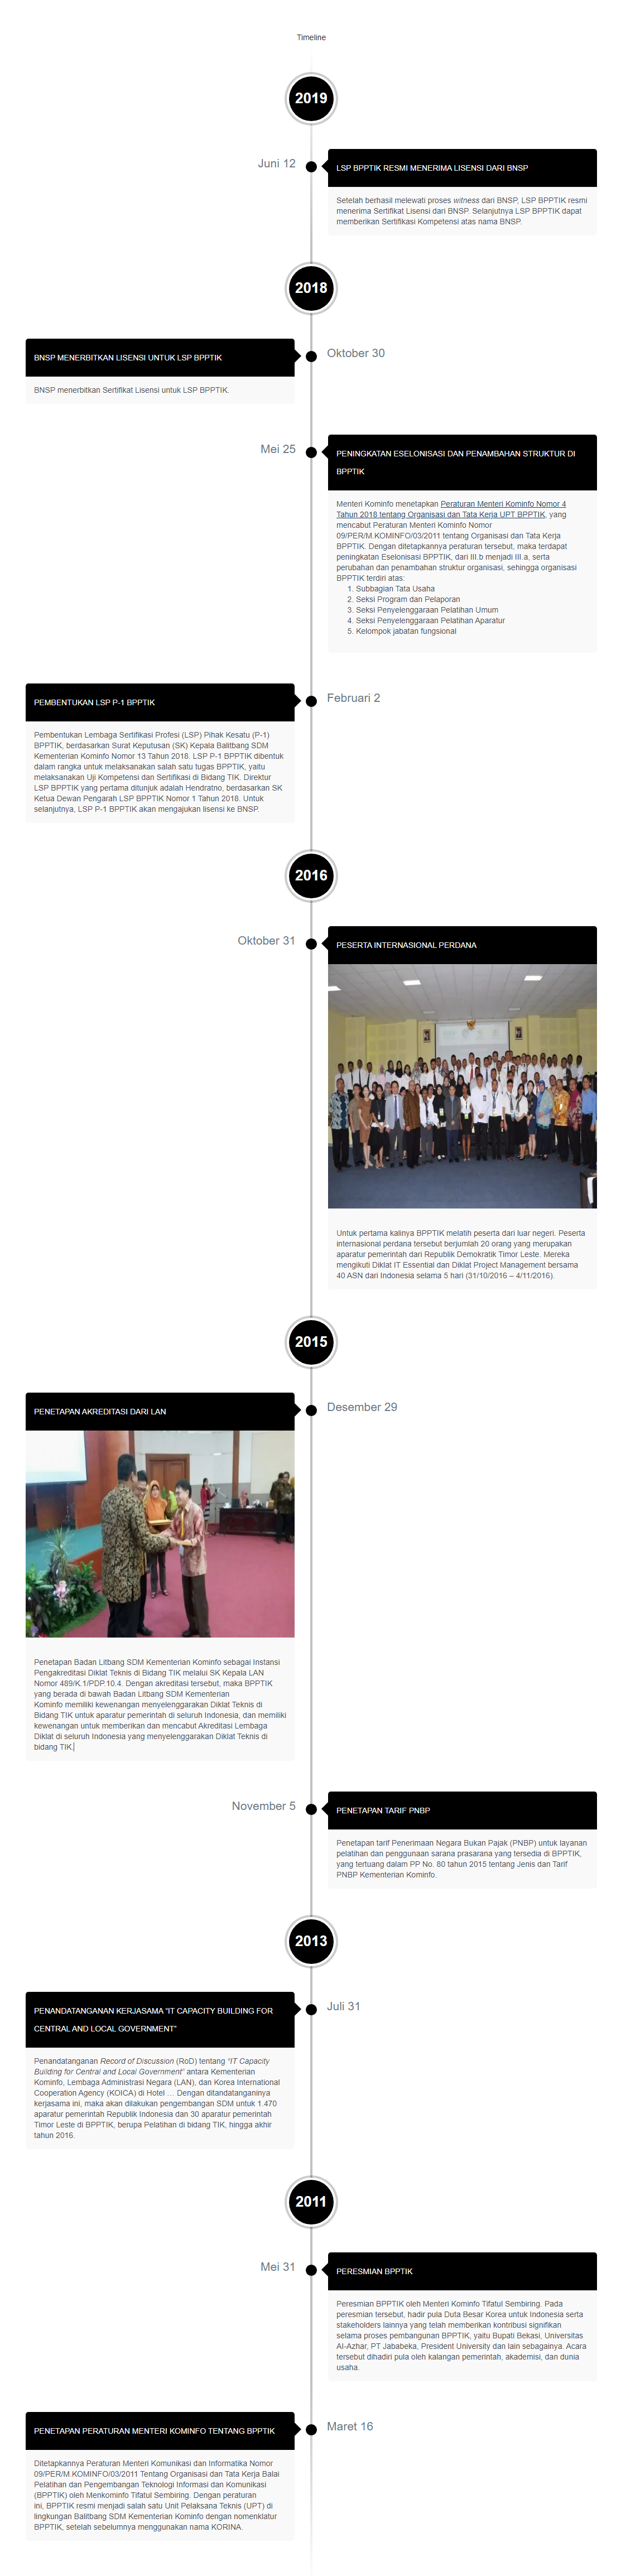 Timeline
2019
Juni 12
LSP BPPTIK RESMI MENERIMA LISENSI DARI BNSP
Setelah berhasil melewati proses witness dari BNSP, LSP BPPTIK resmi
menerima Sertifikat Lisensi dari BNSP. Selanjutnya LSP BPPTIK dapat
memberikan Sertifikasi Kompetensi atas nama BNSP.
2018
Oktober 30
BNSP MENERBITKAN LISENSI UNTUK LSP BPPTIK
BNSP menerbitkan Sertifikat Lisensi untuk LSP BPPTIK.
Mei 25
PENINGKATAN ESELONISASI DAN PENAMBAHAN STRUKTUR DI
BPPTIK
Menteri Kominfo menetapkan Peraturan Menteri Kominfo Nomor 4
Tahun 2018 tentang Organisasi dan Tata Kerja UPT BPPTIK, yang
mencabut Peraturan Menteri Kominfo Nomor
09/PER/M.KOMINFO/03/2011 tentang Organisasi dan Tata Kerja
BPPTIK. Dengan ditetapkannya peraturan tersebut, maka terdapat
peningkatan Eselonisasi BPPTIK, dari III.b menjadi III.a, serta
perubahan dan penambahan struktur organisasi, sehingga organisasi
BPPTIK terdiri atas:
1. Subbagian Tata Usaha
2. Seksi Program dan Pelaporan
3. Seksi Penyelenggaraan Pelatihan Umum
4. Seksi Penyelenggaraan Pelatihan Aparatur
5. Kelompok jabatan fungsional
Februari 2
PEMBENTUKAN LSP P-1 BPPTIK
Pembentukan Lembaga Sertifikasi Profesi (LSP) Pihak Kesatu (P-1)
BPPTIK, berdasarkan Surat Keputusan (SK) Kepala Balitbang SDM
Kementerian Kominfo Nomor 13 Tahun 2018. LSP P-1 BPPTIK dibentuk
dalam rangka untuk melaksanakan salah satu tugas BPPTIK, yaitu
melaksanakan Uji Kompetensi dan Sertifikasi di Bidang TIK. Direktur
LSP BPPTIK yang pertama ditunjuk adalah Hendratno, berdasarkan SK
Ketua Dewan Pengarah LSP BPPTIK Nomor 1 Tahun 2018. Untuk
selanjutnya, LSP P-1 BPPTIK akan mengajukan lisensi ke BNSP.
2016
Oktober 31
PESERTA INTERNASIONAL PERDANA
Untuk pertama kalinya BPPTIK melatih peserta dari luar negeri. Peserta
internasional perdana tersebut berjumlah 20 orang yang merupakan
aparatur pemerintah dari Republik Demokratik Timor Leste. Mereka
mengikuti Diklat IT Essential dan Diklat Project Management bersama
40 ASN dari Indonesia selama 5 hari (31/10/2016 – 4/11/2016).
2015
Desember 29
PENETAPAN AKREDITASI DARI LAN
Penetapan Badan Litbang SDM Kementerian Kominfo sebagai Instansi
Pengakreditasi Diklat Teknis di Bidang TIK melalui SK Kepala LAN
Nomor 489/K.1/PDP.10.4. Dengan akreditasi tersebut, maka BPPTIK
yang berada di bawah Badan Litbang SDM Kementerian
Kominfo memiliki kewenangan menyelenggarakan Diklat Teknis di
Bidang TIK untuk aparatur pemerintah di seluruh Indonesia, dan memiliki
kewenangan untuk memberikan dan mencabut Akreditasi Lembaga
Diklat di seluruh Indonesia yang menyelenggarakan Diklat Teknis di
bidang TIK.
November 5
PENETAPAN TARIF PNBP
Penetapan tarif Penerimaan Negara Bukan Pajak (PNBP) untuk layanan
pelatihan dan penggunaan sarana prasarana yang tersedia di BPPTIK,
yang tertuang dalam PP No. 80 tahun 2015 tentang Jenis dan Tarif
PNBP Kementerian Kominfo.
2013
Juli 31
PENANDATANGANAN KERJASAMA “IT CAPACITY BUILDING FOR
CENTRAL AND LOCAL GOVERNMENT”
Penandatanganan Record of Discussion (RoD) tentang “IT Capacity
Building for Central and Local Government” antara Kementerian
Kominfo, Lembaga Administrasi Negara (LAN), dan Korea International
Cooperation Agency (KOICA) di Hotel … Dengan ditandatanganinya
kerjasama ini, maka akan dilakukan pengembangan SDM untuk 1.470
aparatur pemerintah Republik Indonesia dan 30 aparatur pemerintah
Timor Leste di BPPTIK, berupa Pelatihan di bidang TIK, hingga akhir
tahun 2016.
2011
Mei 31
PERESMIAN BPPTIK
Peresmian BPPTIK oleh Menteri Kominfo Tifatul Sembiring. Pada
peresmian tersebut, hadir pula Duta Besar Korea untuk Indonesia serta
stakeholders lainnya yang telah memberikan kontribusi signifikan
selama proses pembangunan BPPTIK, yaitu Bupati Bekasi, Universitas
Al-Azhar, PT Jababeka, President University dan lain sebagainya. Acara
tersebut dihadiri pula oleh kalangan pemerintah, akademisi, dan dunia
usaha.
Maret 16
PENETAPAN PERATURAN MENTERI KOMINFO TENTANG BPPTIK
Ditetapkannya Peraturan Menteri Komunikasi dan Informatika Nomor
09/PER/M.KOMINFO/03/2011 Tentang Organisasi dan Tata Kerja Balai
Pelatihan dan Pengembangan Teknologi Informasi dan Komunikasi
(BPPTIK) oleh Menkominfo Tifatul Sembiring. Dengan peraturan
ini, BPPTIK resmi menjadi salah satu Unit Pelaksana Teknis (UPT) di
lingkungan Balitbang SDM Kementerian Kominfo dengan nomenklatur
BPPTIK, setelah sebelumnya menggunakan nama KORINA.